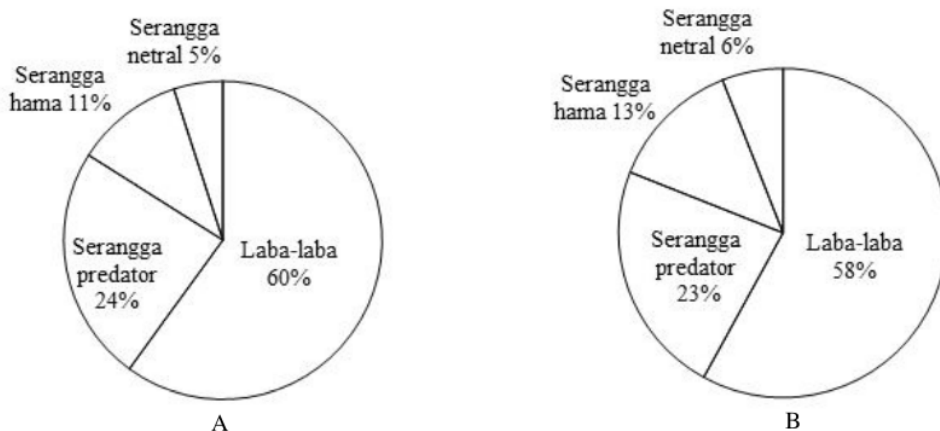 Serangga
netral 5%
Serangga
hama 11%
Serangga
predator
24%
Laba-laba
60%
A
Serangga
netral 6%
Serangga
hama 13%
Serangga
predator
23%
Laba-laba
58%
B